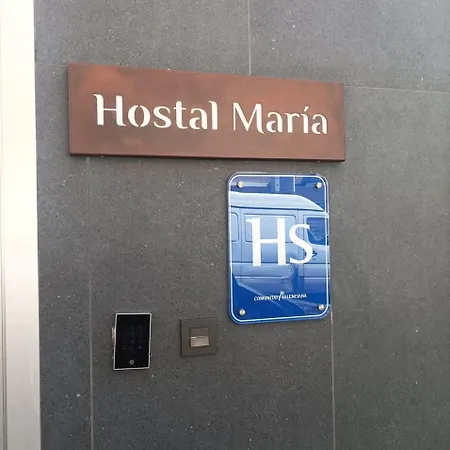 Hostal María
HS
COMUNITAT VALENCIANA